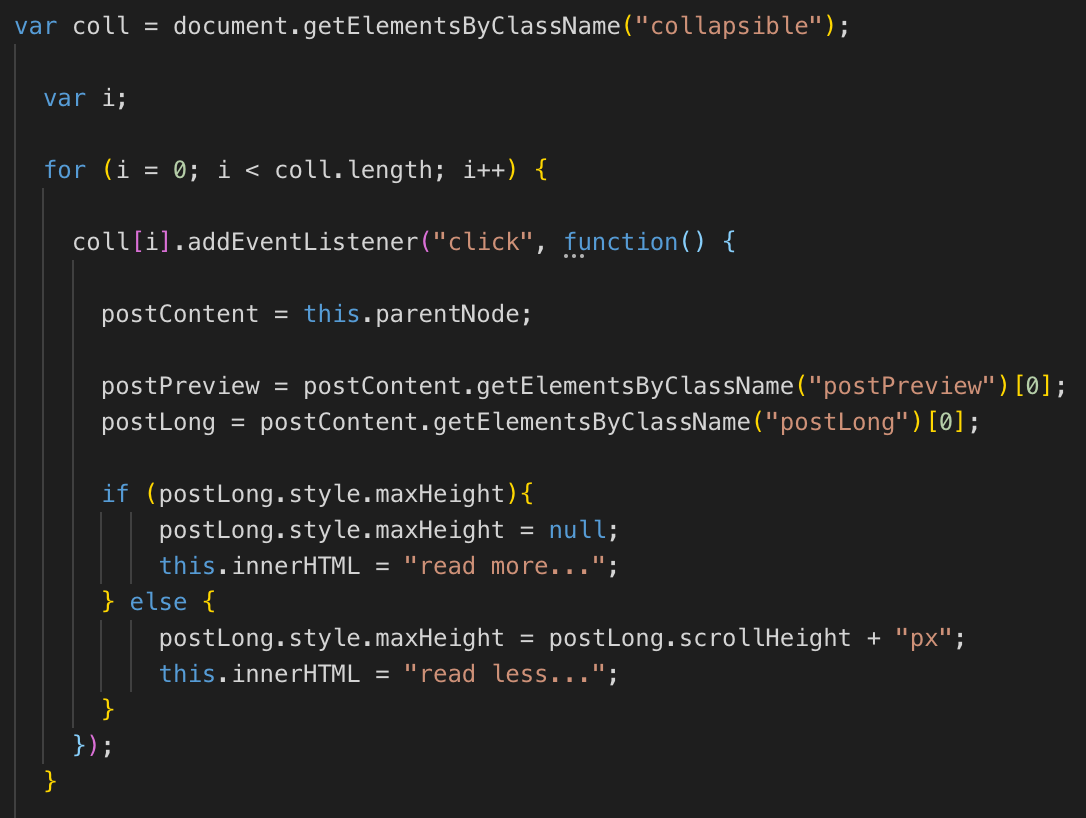 var coll = document.getElementsByClassName("collapsible");
var i;
for (i = 0; i < coll.length; i++) {
coll[i].addEventListener("click", function() {
postContent = this.parentNode;
postPreview = postContent.getElementsByClassName("postPreview")[0];
postLong = postContent.getElementsByClassName("postLong")[0];
if (postLong.style.maxHeight){
postLong.style.maxHeight = null;
this.innerHTML = "read more...";
} else {
postLong.style.maxHeight = postLong.scrollHeight + "px";
this.innerHTML = "read less...";
}
});
}